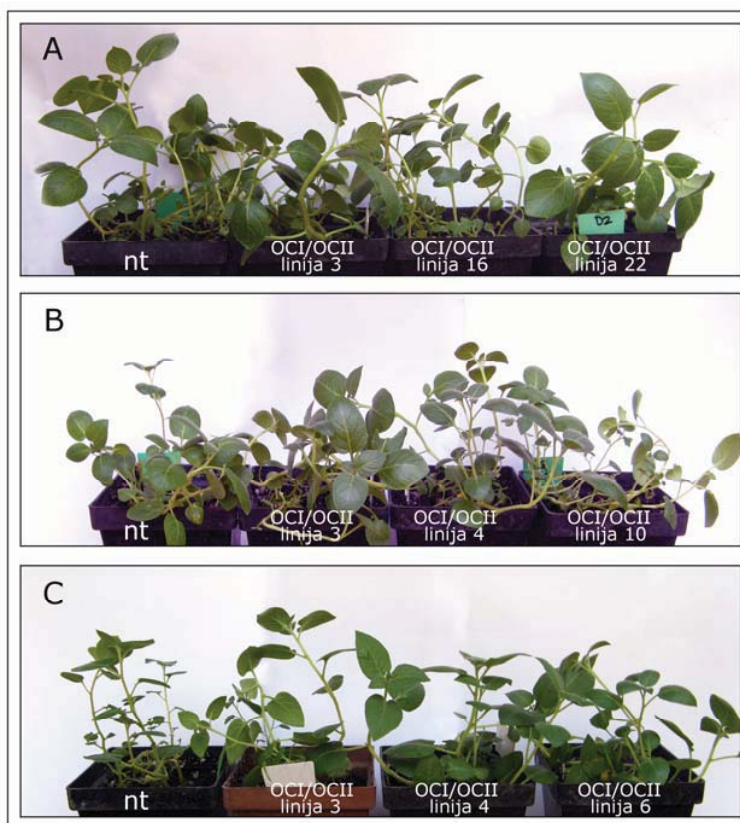 A
nt
OCI/OCII
linija 3
OCI/OCII
linija 16
D2
OCI/OCII
linija 22
B
nt
OCI/OCII
linija 3
OCI/OCII
linija 4
OCI/OCII
linija 10
C
nt
OCI/OCII
linija 3
OCI/OCII
linija 4
OCI/OCII
linija 6